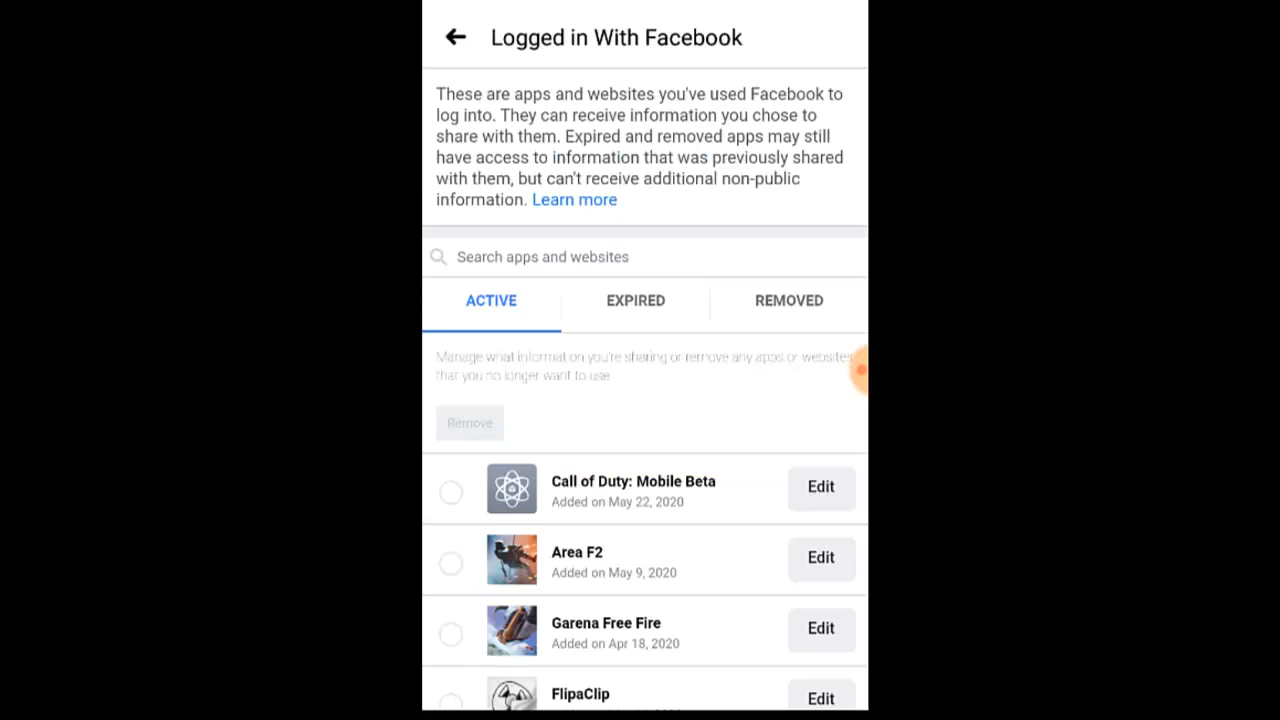 Logged in With Facebook
These are apps and websites you've used Facebook to
log into. They can receive information you chose to
share with them. Expired and removed apps may still
have access to information that was previously shared
with them, but can't receive additional non-public
information. Learn more
Search apps and websites
ACTIVE EXPIRED REMOVED
Manage what information you're sharing or remove any apps or websites
that you no longer want to use
Remove
Call of Duty: Mobile Beta
Added on May 22, 2020
Edit
Area F2
Added on May 9, 2020
Edit
Garena Free Fire
Added on Apr 18, 2020
Edit
FlipaClip
Edit